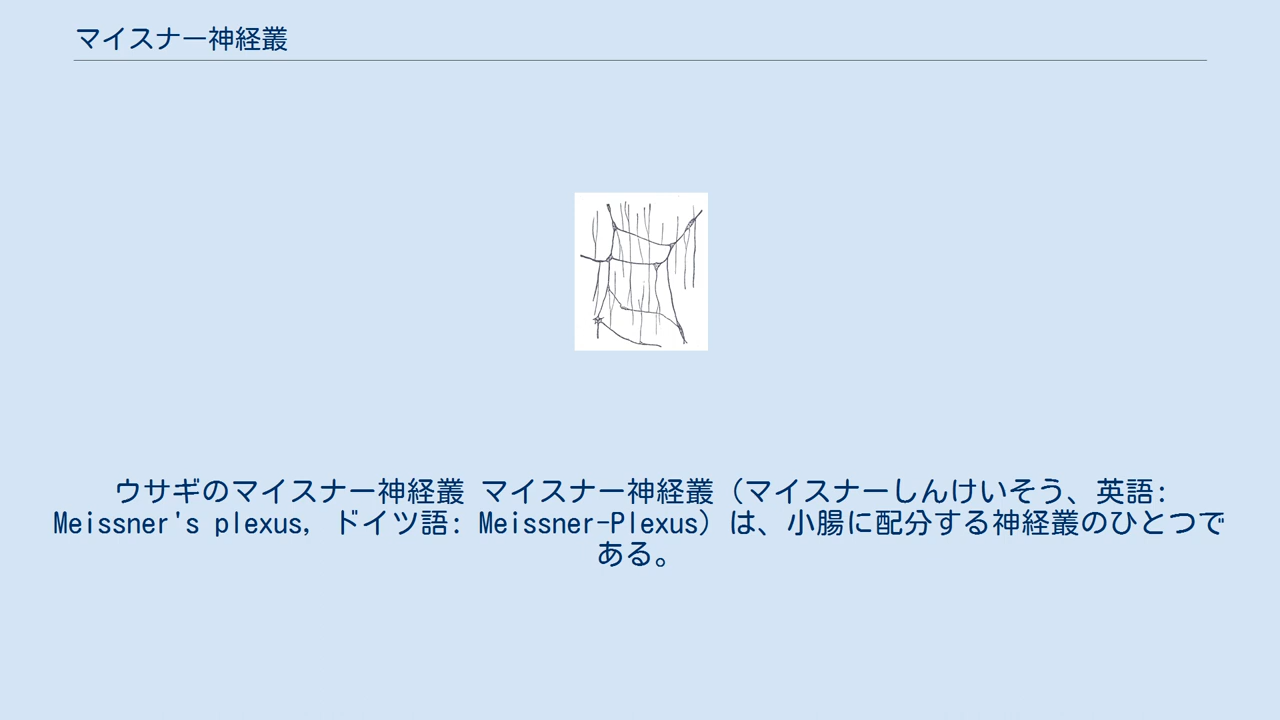 マイスナー神経叢
ウサギのマイスナー神経叢 マイスナー神経叢（マイスナーしんけいそう、英語:
Meissner's plexus, ドイツ語: Meissner-Plexus）は、小腸に配分する神経叢のひとつで
ある。